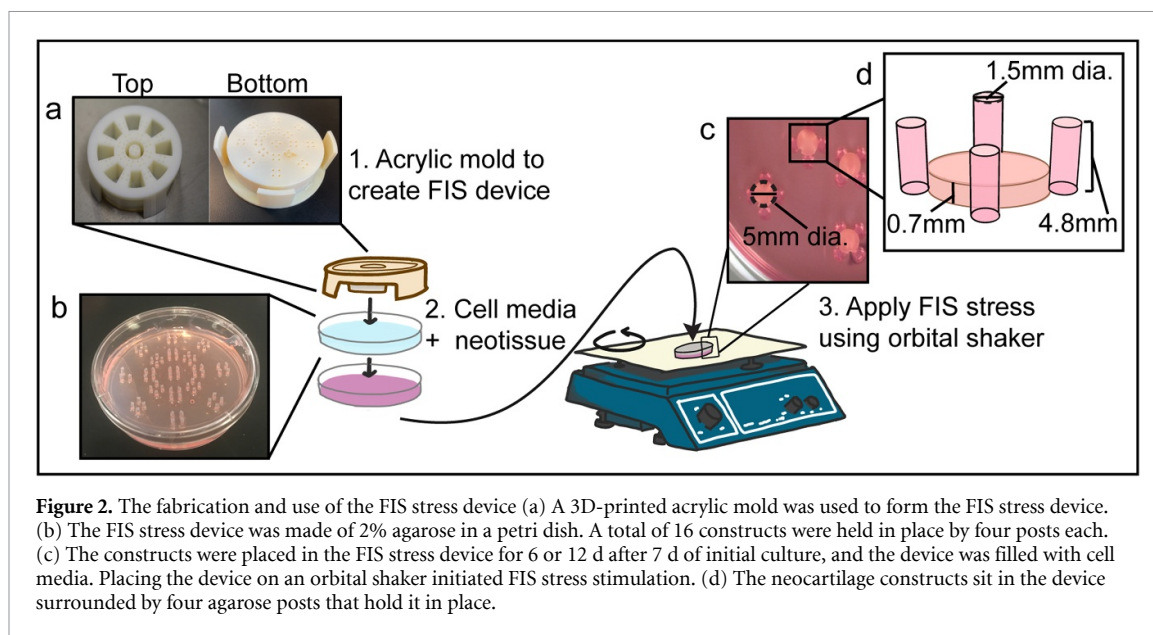 Top Bottom
a
1. Acrylic mold to
create FIS device
b
2. Cell media
+ neotissue
c
5mm dia.
d
1.5mm dia.
0.7mm
4.8mm
3. Apply FIS stress
using orbital shaker
Figure 2. The fabrication and use of the FIS stress device (a) A 3D-printed acrylic mold was used to form the FIS stress device.
(b) The FIS stress device was made of 2% agarose in a petri dish. A total of 16 constructs were held in place by four posts each.
(c) The constructs were placed in the FIS stress device for 6 or 12 d after 7 d of initial culture, and the device was filled with cell
media. Placing the device on an orbital shaker initiated FIS stress stimulation. (d) The neocartilage constructs sit in the device
surrounded by four agarose posts that hold it in place.